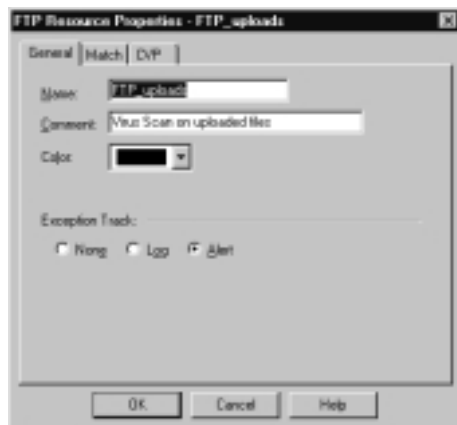 FTP Resource Properties - FTP_uploads
General Match CVP
Name: FTP_uploads
Comment: Virus Scan on uploaded files
Color:
Exception Track:
None Log Alert
OK Cancel Help